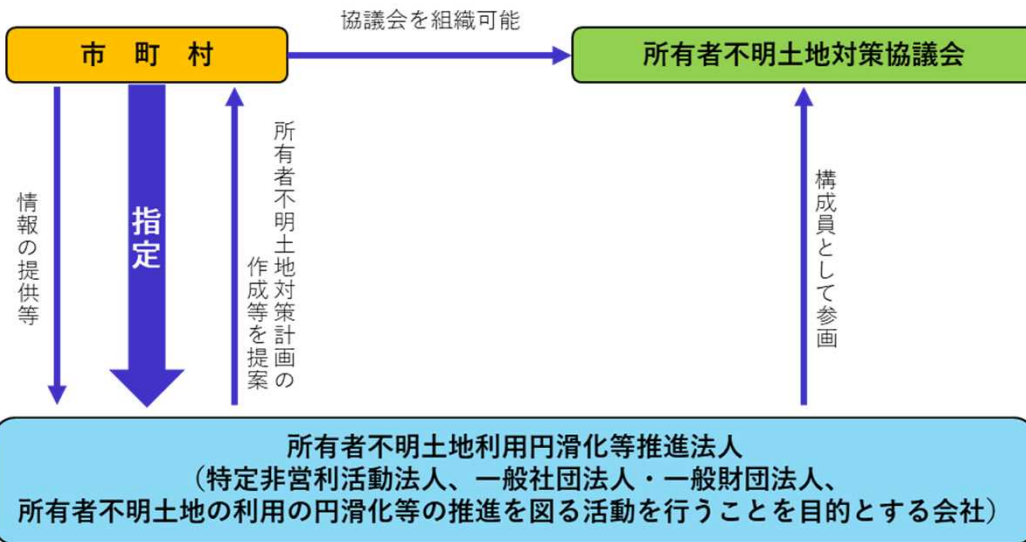 協議会を組織可能
市町村
所有者不明土地対策協議会
情報の提供等
指定
所有者不明土地対策計画の
作成等を提案
構成員として参画
所有者不明土地利用円滑化等推進法人
（特定非営利活動法人、一般社団法人・一般財団法人、
所有者不明土地の利用の円滑化等の推進を図る活動を行うことを目的とする会社）